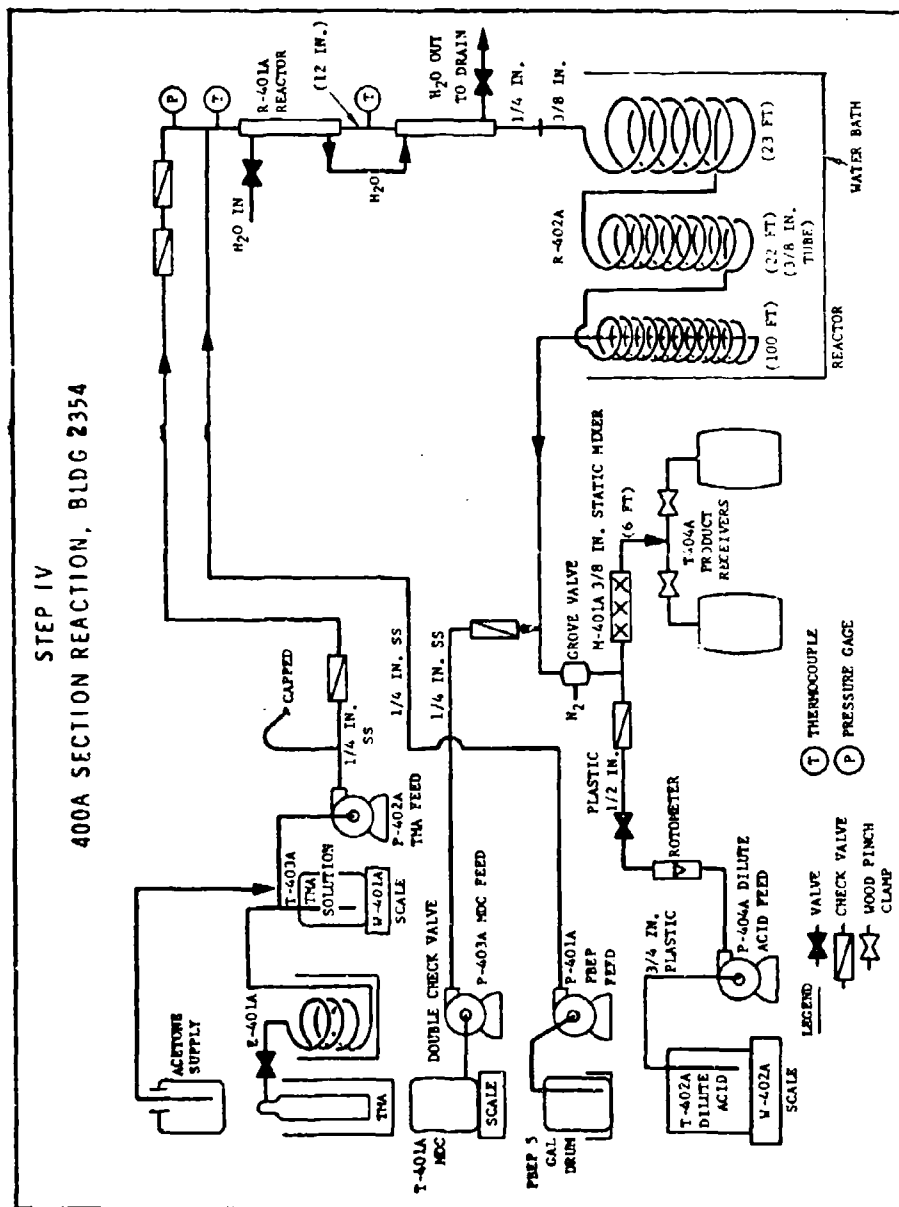 STEP IV
400A SECTION REACTION, BLDG 2354
ACETONE
SUPPLY
TMA
E-401A
T-403A
TMA
SOLUTION
W-401A
SCALE
P-402A
TMA FEED
1/4 IN.
SS
CAPPED
P
T
R-401A
REACTOR
(12 IN.)
H2O IN
T
H2O
H2O OUT
TO DRAIN
1/4 IN.
3/8 IN.
T-401A
MDC
SCALE
DOUBLE CHECK VALVE
P-403A MDC FEED
1/4 IN. SS
1/4 IN. SS
PBEP 5
GAL
DRUM
P-401A
PBEP
FEED
R-402A
(23 FT)
(22 FT)
(3/8 IN.
TUBE)
(100 FT)
REACTOR
WATER BATH
GROVE VALVE
N2
M-401A 3/8 IN. STATIC MIXER
(6 FT)
T404A
PRODUCT
RECEIVERS
PLASTIC
1/2 IN.
ROTOMETER
3/4 IN.
PLASTIC
P-404A DILUTE
ACID FEED
T-402A
DILUTE
ACID
W-402A
SCALE
LEGEND
VALVE
CHECK VALVE
WOOD PINCH
CLAMP
T THERMOCOUPLE
P PRESSURE GAGE